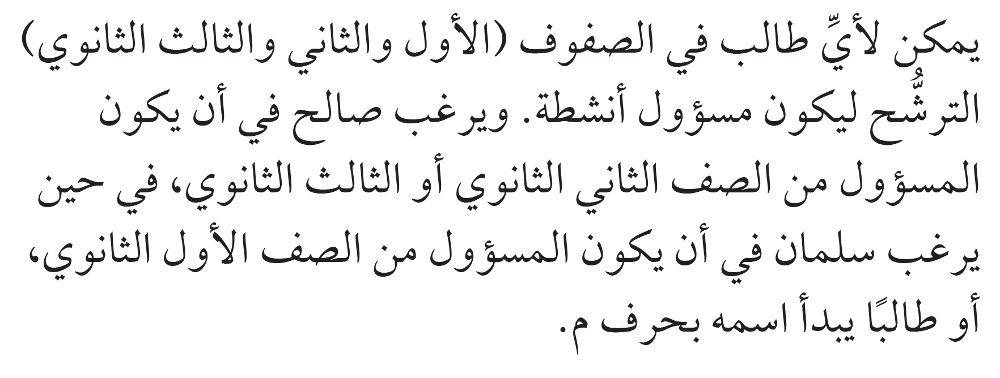 يمكن لأيِّ طالب في الصفوف (الأول والثاني والثالث الثانوي)
الترشُّح ليكون مسؤول أنشطة. ويرغب صالح في أن يكون
المسؤول من الصف الثاني الثانوي أو الثالث الثانوي، في حين
يرغب سلمان في أن يكون المسؤول من الصف الأول الثانوي،
أو طالبًا يبدأ اسمه بحرف م.